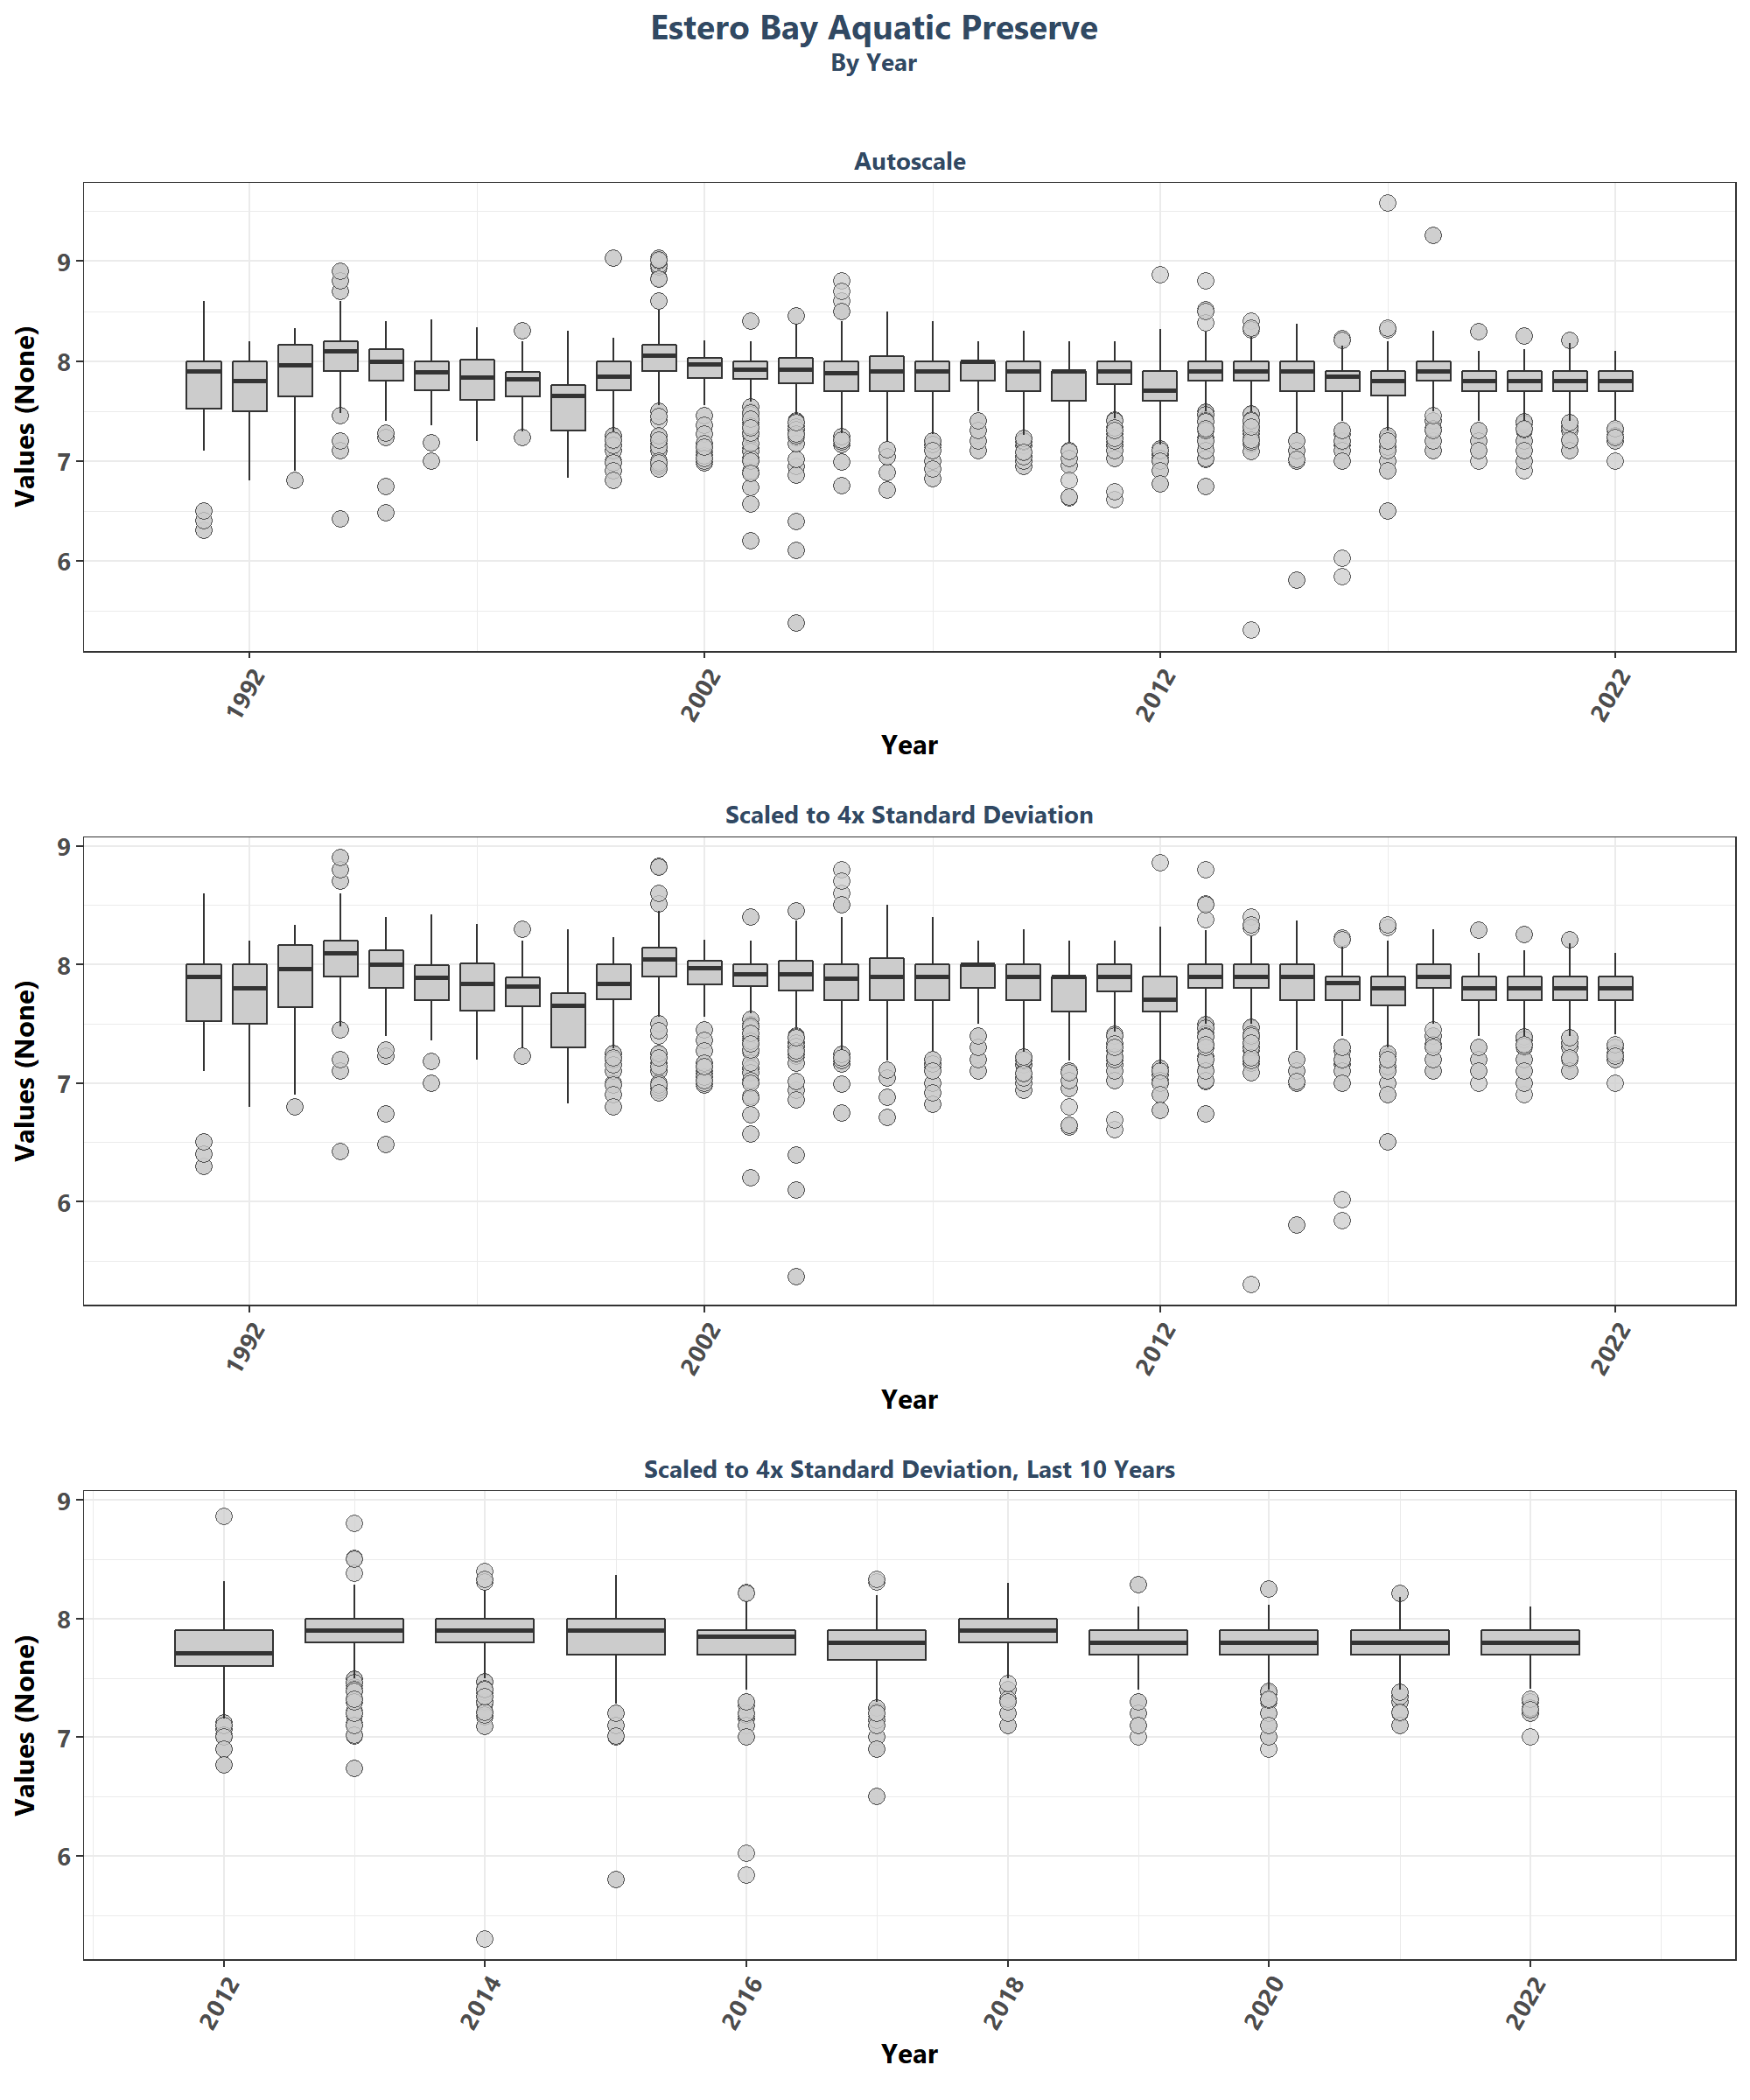 Estero Bay Aquatic Preserve
By Year
Autoscale
Values (None)
9
8
7
6
1992 2002 2012 2022
Year
Scaled to 4x Standard Deviation
Values (None)
9
8
7
6
1992 2002 2012 2022
Year
Scaled to 4x Standard Deviation, Last 10 Years
Values (None)
9
8
7
6
2012 2014 2016 2018 2020 2022
Year